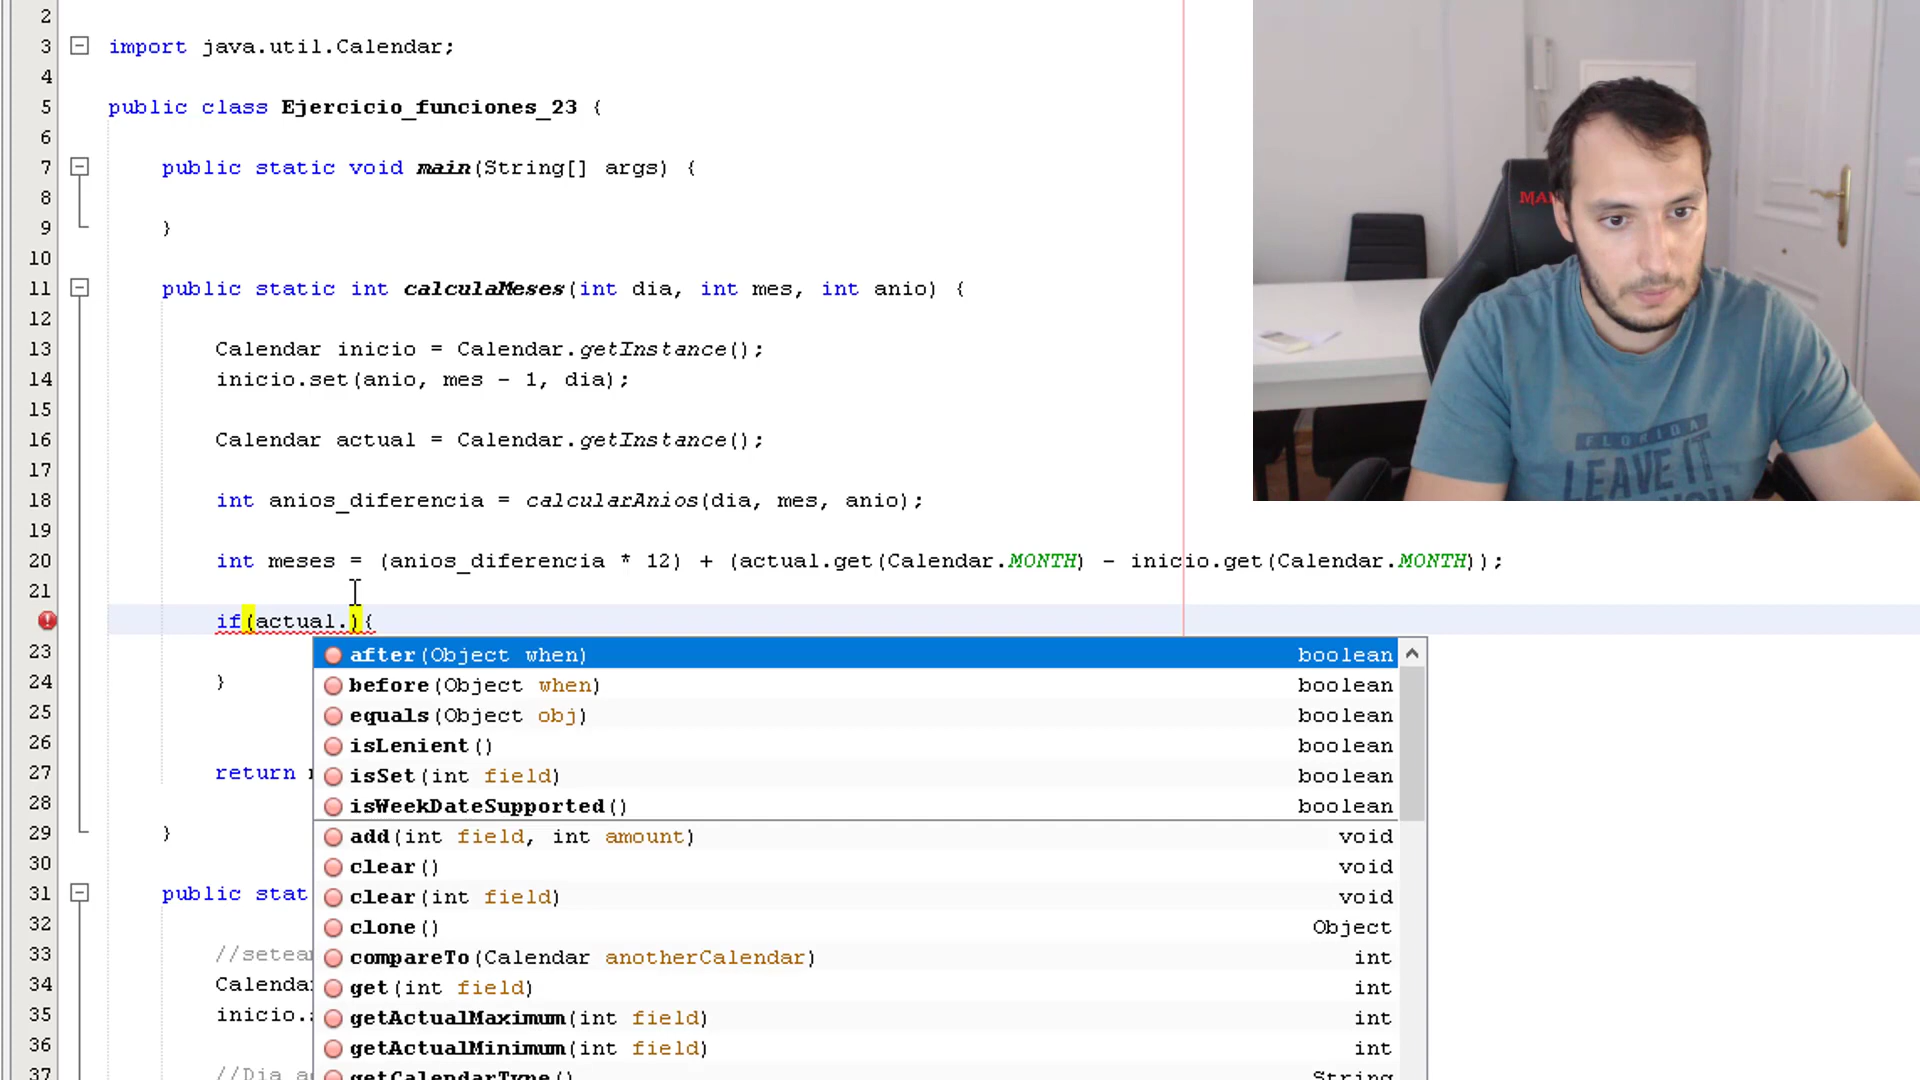 2
3 import java.util.Calendar;
4
5 public class Ejercicio_funciones_23 {
6
7 public static void main(String[] args) {
8
9 }
10
11 public static int calculaMeses(int dia, int mes, int anio) {
12
13 Calendar inicio = Calendar.getInstance();
14 inicio.set(anio, mes - 1, dia);
15
16 Calendar actual = Calendar.getInstance();
17
18 int anios_diferencia = calcularAnios(dia, mes, anio);
19
20 int meses = (anios_diferencia * 12) + (actual.get(Calendar.MONTH) - inicio.get(Calendar.MONTH));
21
if(actual.){
23 after(Object when) boolean
24 } before(Object when) boolean
25 equals(Object obj) boolean
26 isLenient() boolean
27 return isSet(int field) boolean
28 isWeekDateSupported() boolean
29 } add(int field, int amount) void
30 clear() void
31 public stat clear(int field) void
32 clone() Object
33 //setea compareTo(Calendar anotherCalendar) int
34 Calenda get(int field) int
35 inicio. getActualMaximum(int field) int
36 getActualMinimum(int field) int
37 //Dia a getCalendarType() String
MAR
FLORIDA
LEAVE IT